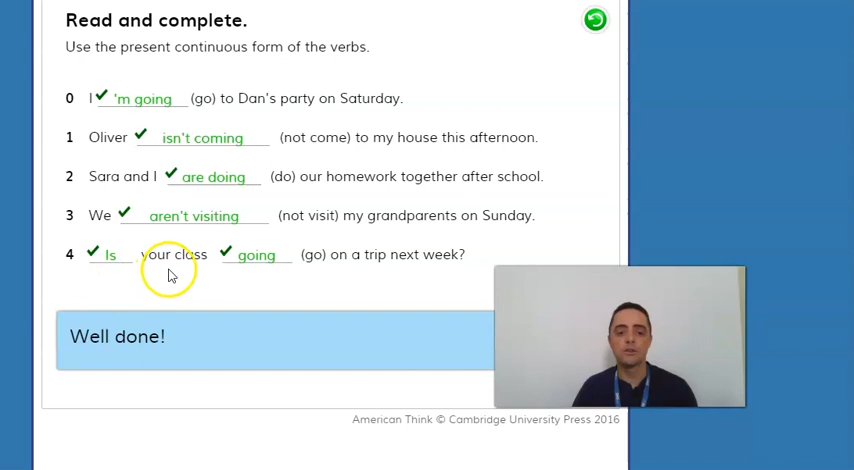 Read and complete.
Use the present continuous form of the verbs.
0 I 'm going (go) to Dan's party on Saturday.
1 Oliver isn't coming (not come) to my house this afternoon.
2 Sara and I are doing (do) our homework together after school.
3 We aren't visiting (not visit) my grandparents on Sunday.
4 Is your class going (go) on a trip next week?
Well done!
American Think © Cambridge University Press 2016